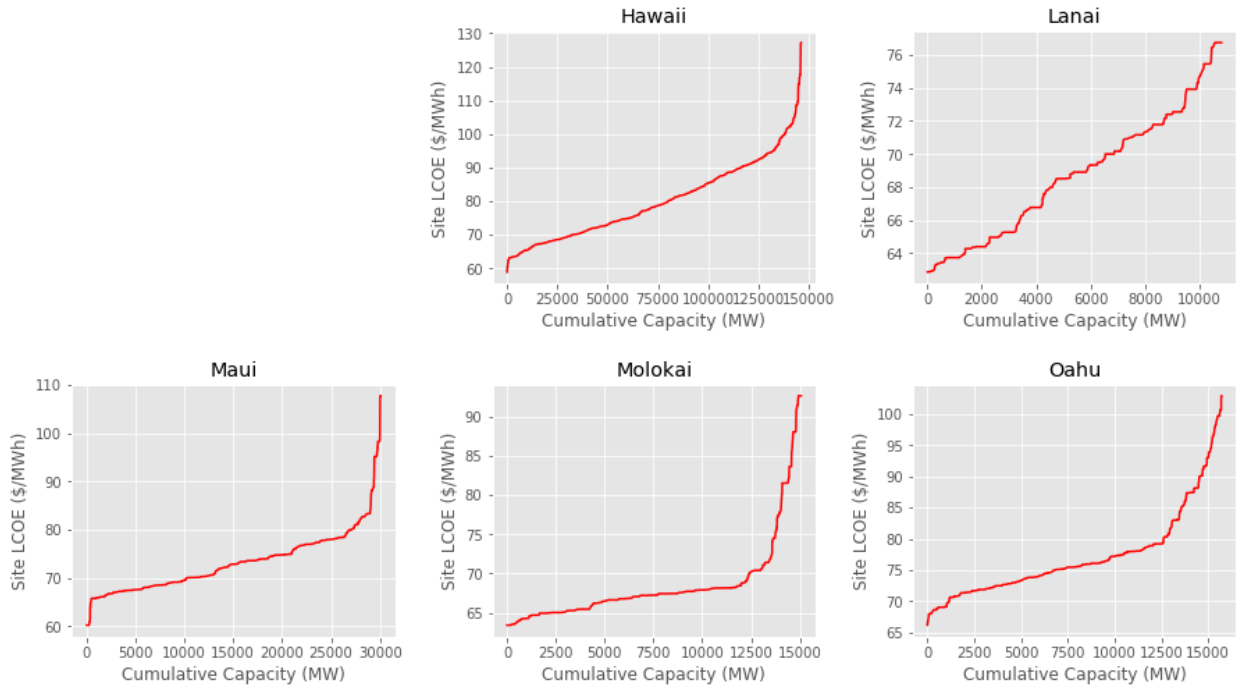 Hawaii
130
120
110
100
90
80
70
60
Site LCOE ($/MWh)
0 25000 50000 75000 100000 125000 150000
Cumulative Capacity (MW)
Lanai
76
74
72
70
68
66
64
Site LCOE ($/MWh)
0 2000 4000 6000 8000 10000
Cumulative Capacity (MW)
Maui
110
100
90
80
70
60
Site LCOE ($/MWh)
0 5000 10000 15000 20000 25000 30000
Cumulative Capacity (MW)
Molokai
90
85
80
75
70
65
Site LCOE ($/MWh)
0 2500 5000 7500 10000 12500 15000
Cumulative Capacity (MW)
Oahu
100
95
90
85
80
75
70
65
Site LCOE ($/MWh)
0 2500 5000 7500 10000 12500 15000
Cumulative Capacity (MW)